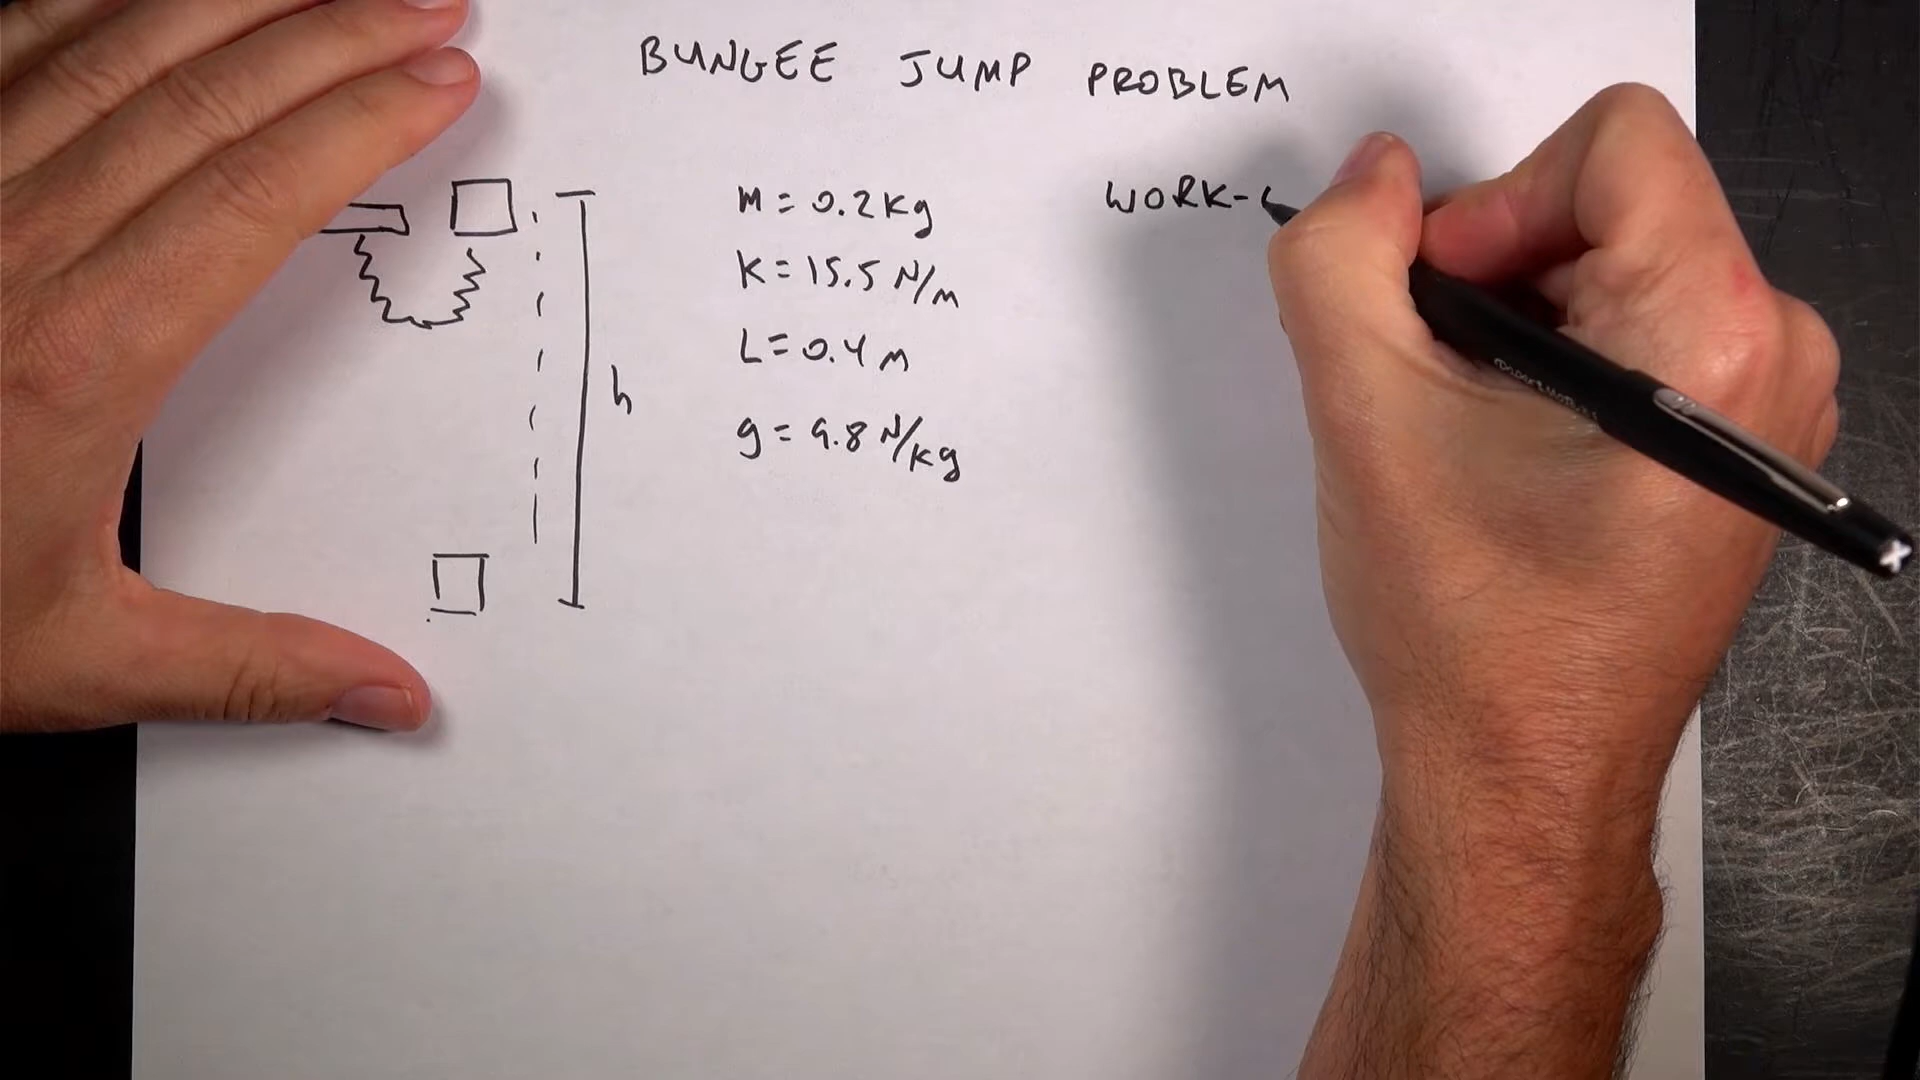 BUNGEE JUMP PROBLEM
m = 0.2 kg
WORK-
K = 15.5 N/m
L = 0.4 m
h
g = 9.8 N/kg